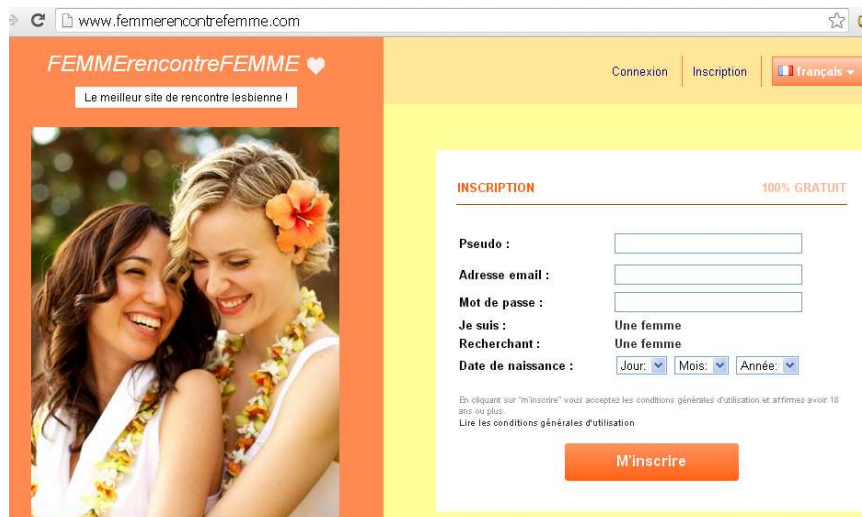 www.femmerencontrefemme.com
FEMMErencontreFEMME
Le meilleur site de rencontre lesbienne !
Connexion
Inscription
français
INSCRIPTION
100% GRATUIT
Pseudo :
Adresse email :
Mot de passe :
Je suis : Une femme
Recherchant : Une femme
Date de naissance : Jour: Mois: Année:
En cliquant sur "m'inscrire" vous acceptez les conditions générales d'utilisation et affirmez avoir 18
ans ou plus.
Lire les conditions générales d'utilisation
M'inscrire